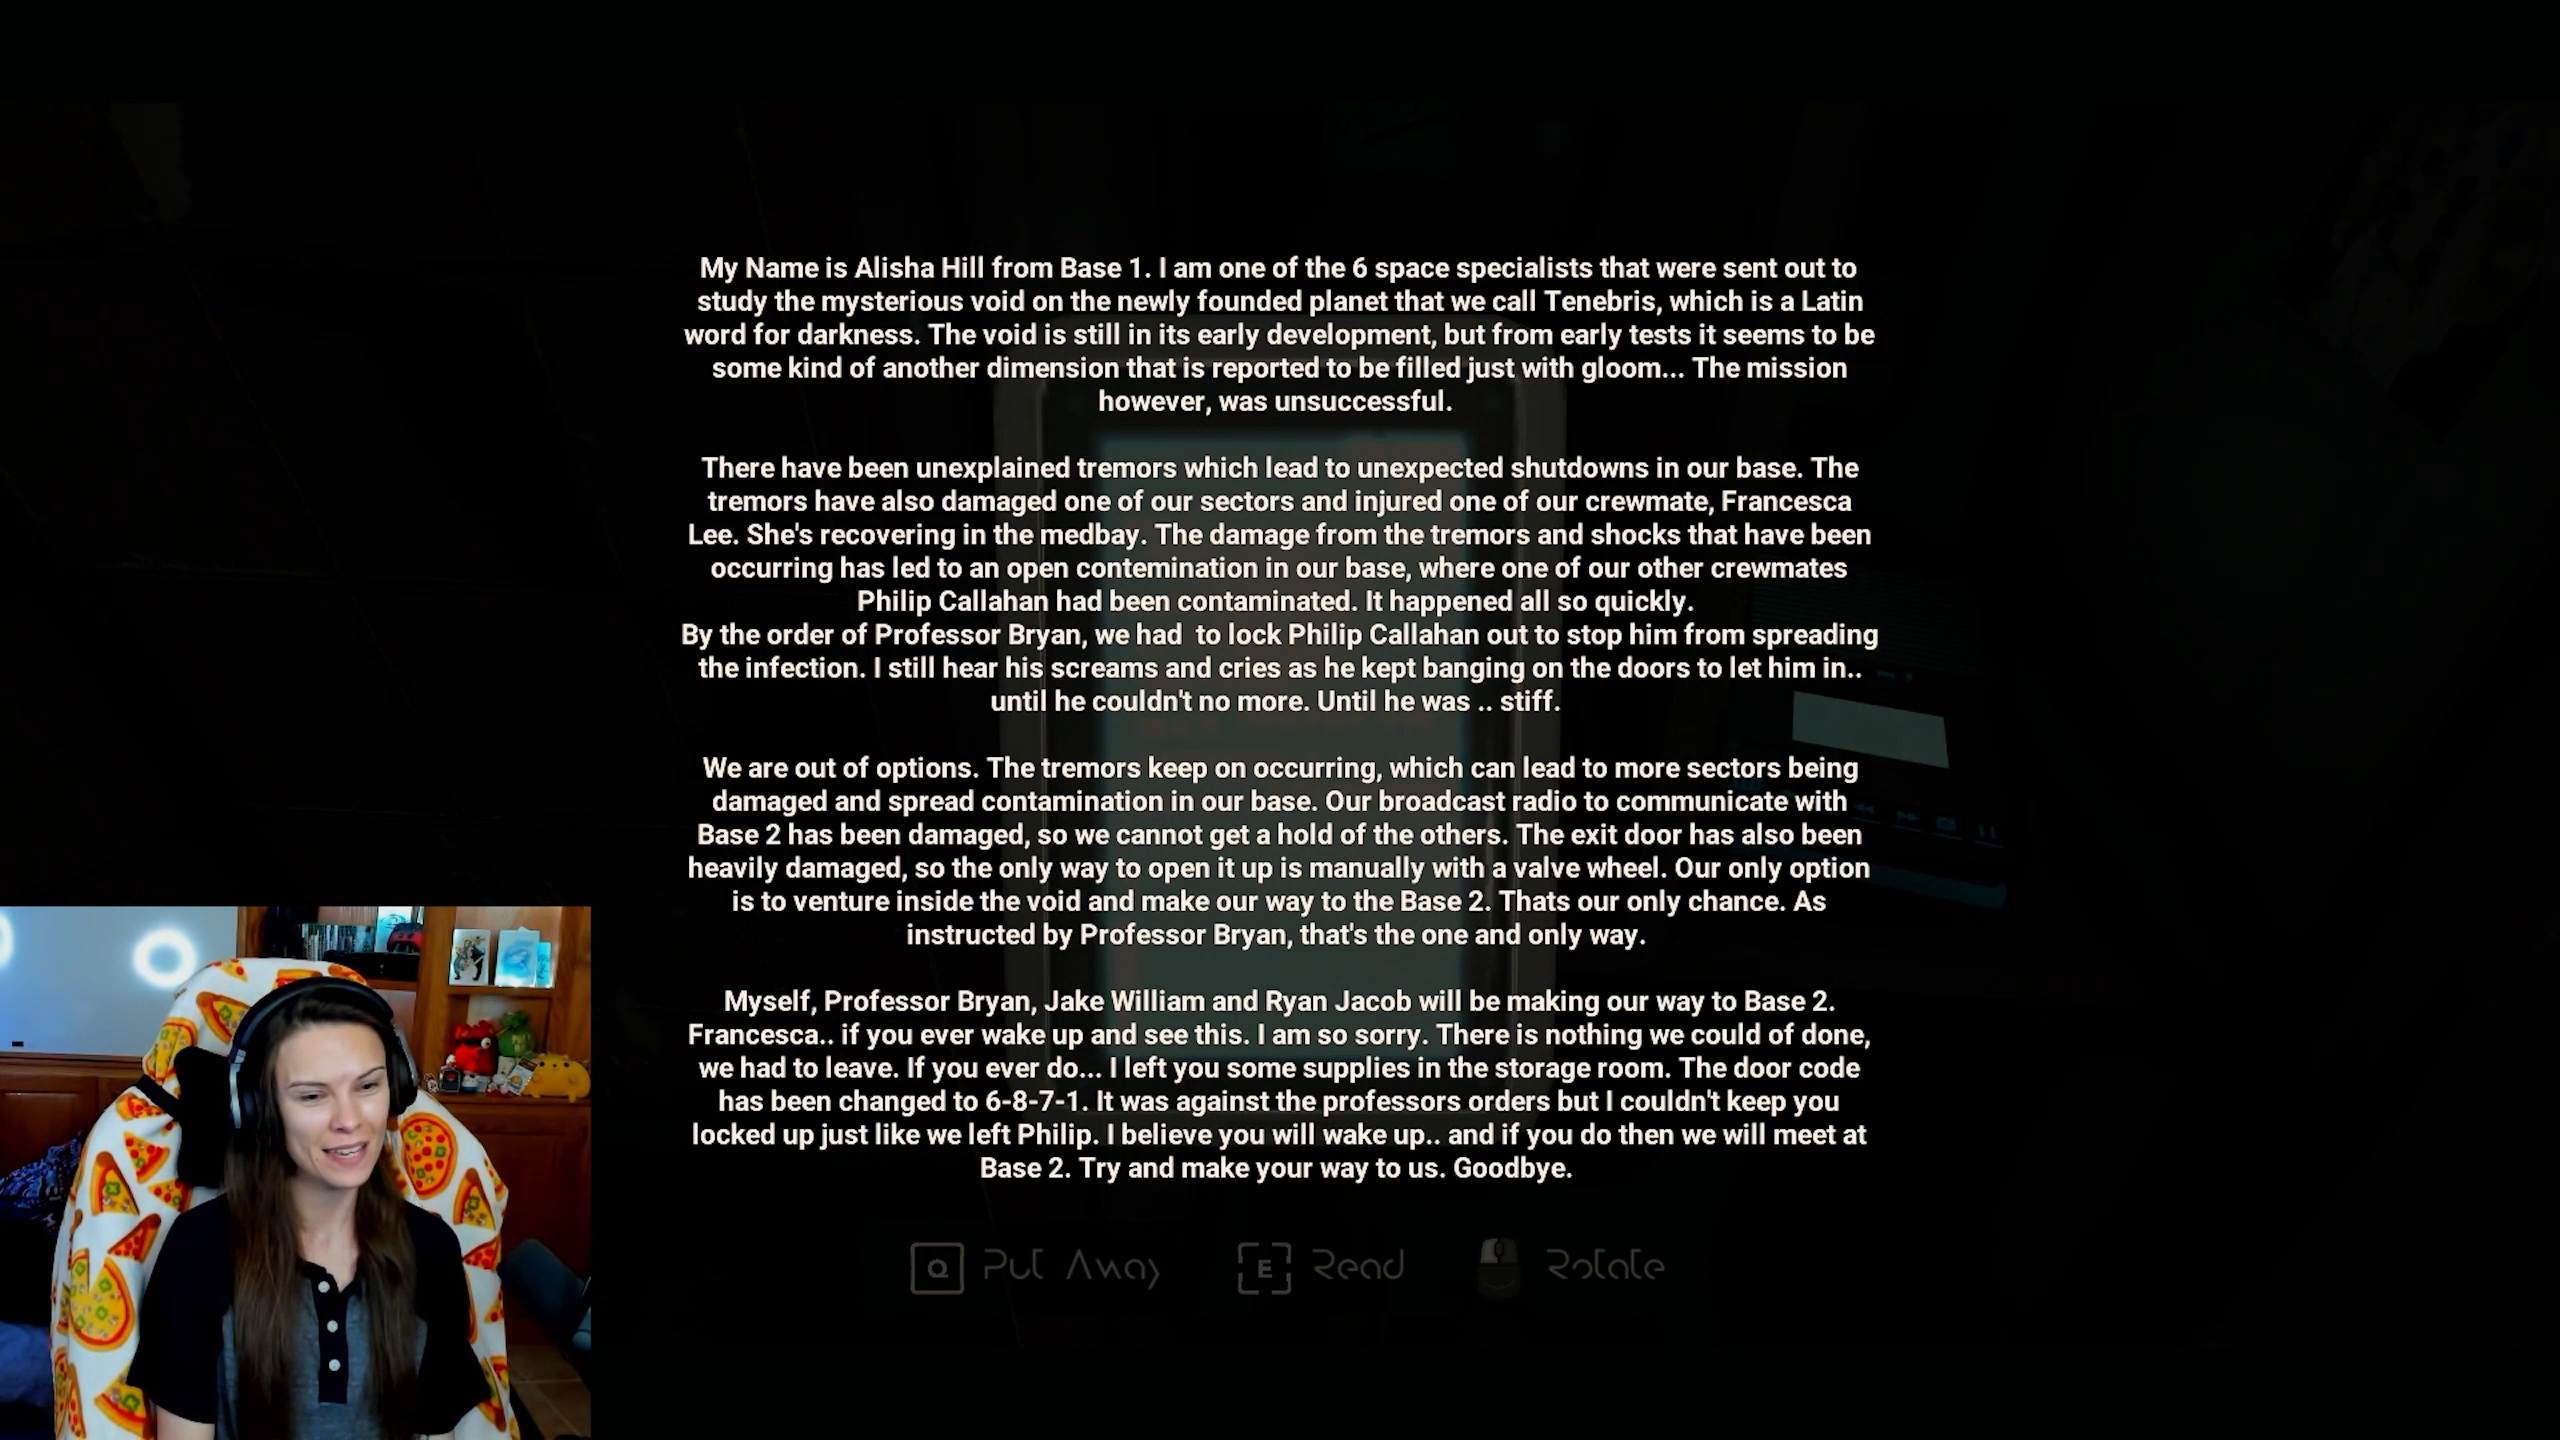 My Name is Alisha Hill from Base 1. I am one of the 6 space specialists that were sent out to
study the mysterious void on the newly founded planet that we call Tenebris, which is a Latin
word for darkness. The void is still in its early development, but from early tests it seems to be
some kind of another dimension that is reported to be filled just with gloom... The mission
however, was unsuccessful.
There have been unexplained tremors which lead to unexpected shutdowns in our base. The
tremors have also damaged one of our sectors and injured one of our crewmate, Francesca
Lee. She's recovering in the medbay. The damage from the tremors and shocks that have been
occurring has led to an open contemination in our base, where one of our other crewmates
Philip Callahan had been contaminated. It happened all so quickly.
By the order of Professor Bryan, we had  to lock Philip Callahan out to stop him from spreading
the infection. I still hear his screams and cries as he kept banging on the doors to let him in..
until he couldn't no more. Until he was .. stiff.
We are out of options. The tremors keep on occurring, which can lead to more sectors being
damaged and spread contamination in our base. Our broadcast radio to communicate with
Base 2 has been damaged, so we cannot get a hold of the others. The exit door has also been
heavily damaged, so the only way to open it up is manually with a valve wheel. Our only option
is to venture inside the void and make our way to the Base 2. Thats our only chance. As
instructed by Professor Bryan, that's the one and only way.
Myself, Professor Bryan, Jake William and Ryan Jacob will be making our way to Base 2.
Francesca.. if you ever wake up and see this. I am so sorry. There is nothing we could of done,
we had to leave. If you ever do... I left you some supplies in the storage room. The door code
has been changed to 6-8-7-1. It was against the professors orders but I couldn't keep you
locked up just like we left Philip. I believe you will wake up.. and if you do then we will meet at
Base 2. Try and make your way to us. Goodbye.
Q Put Away E Read Rotate